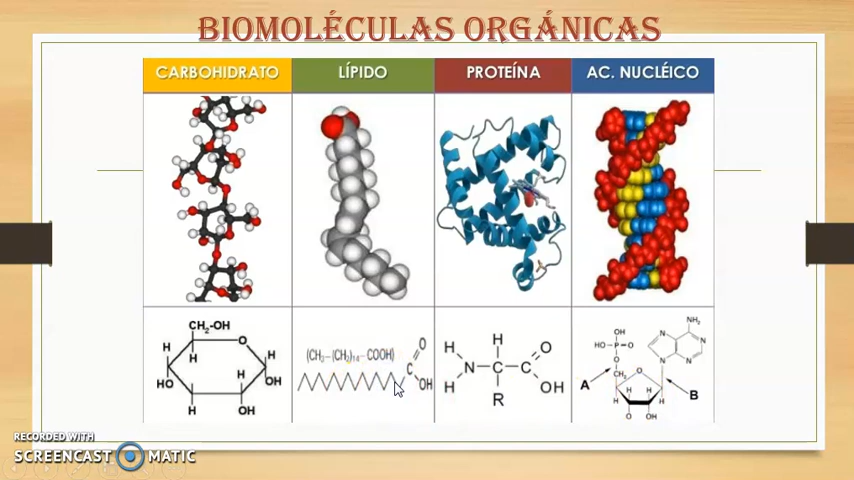 BIOMOLÉCULAS ORGÁNICAS
CARBOHIDRATO
LÍPIDO
PROTEÍNA
AC. NUCLÉICO
CH₂-OH
H
O
H
H
H
HO
OH
H
OH
(CH₃-(CH₂)₁₄-COOH)
O
C
OH
H
H
O
N-C-C
H
OH
R
NH₂
OH
HO-P-O
O
CH₂
N
N
N
N
O
A
B
H
H
H
H
O
OH
RECORDED WITH
SCREENCAST MATIC